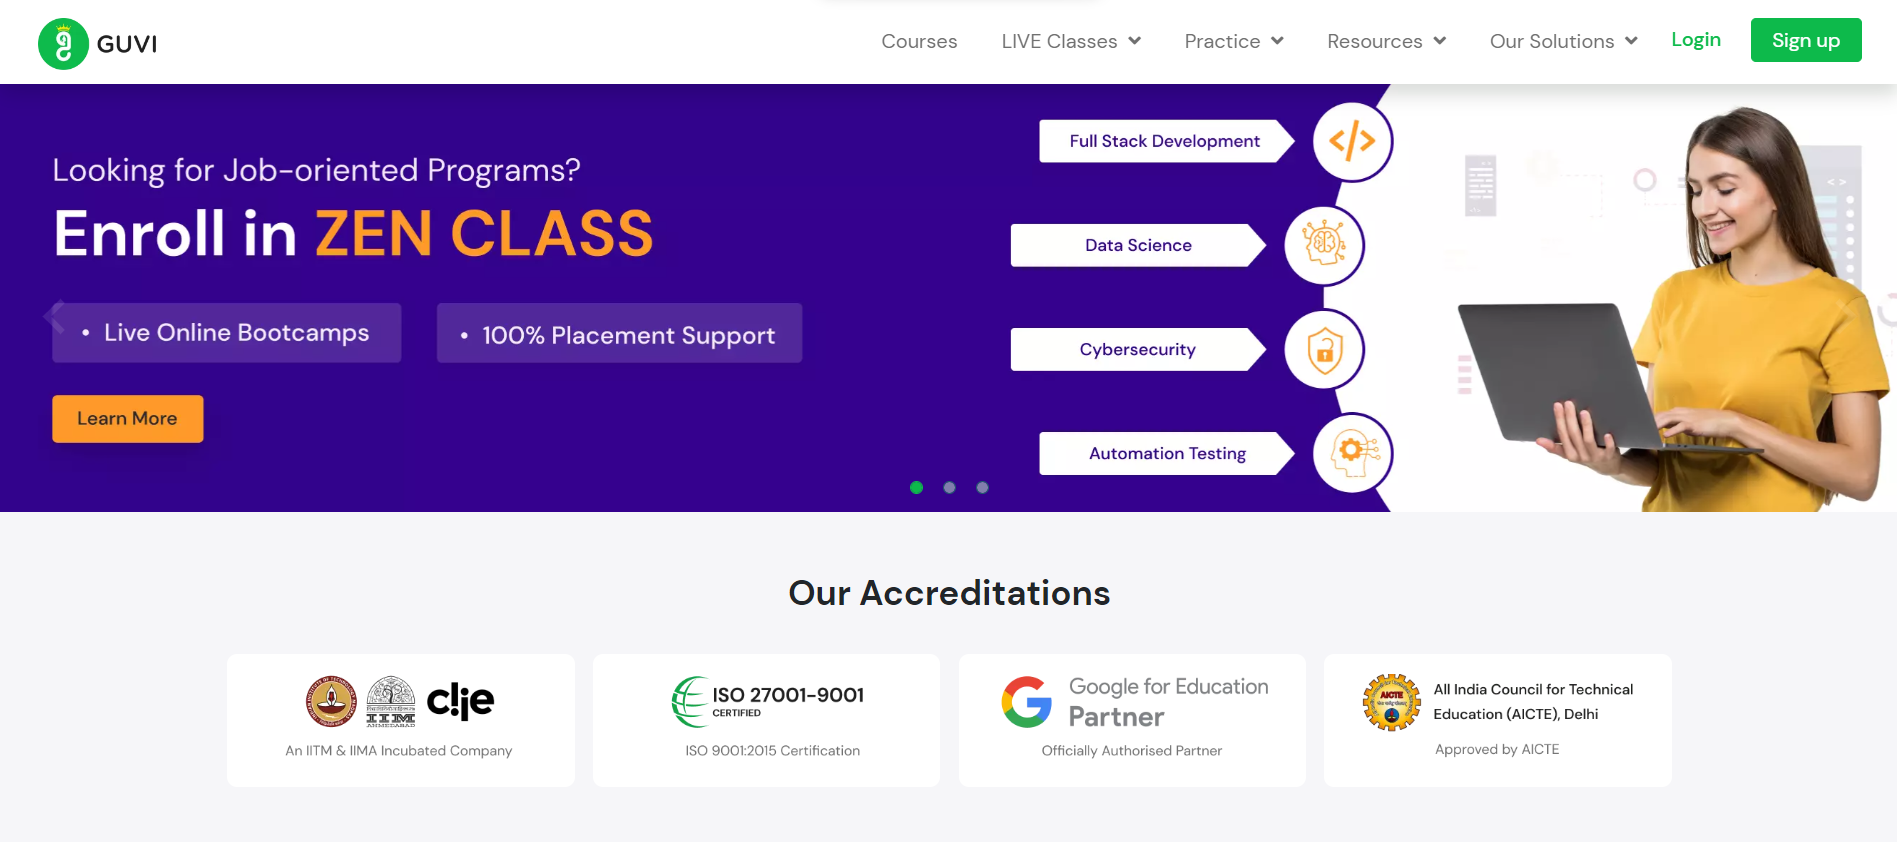 GUVI
Courses
LIVE Classes
Practice
Resources
Our Solutions
Login
Sign up
Looking for Job-oriented Programs?
Enroll in ZEN CLASS
• Live Online Bootcamps
• 100% Placement Support
Learn More
Full Stack Development
</>
Data Science
Cybersecurity
Automation Testing
Our Accreditations
IIM
c!je
An IITM & IIMA Incubated Company
ISO 27001-9001
CERTIFIED
ISO 9001:2015 Certification
Google for Education
Partner
Officially Authorised Partner
AICTE
All India Council for Technical
Education (AICTE), Delhi
Approved by AICTE